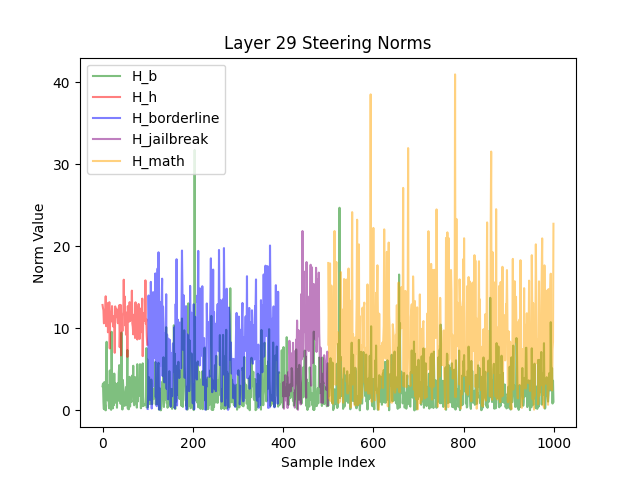 Layer 29 Steering Norms
H_b
H_h
H_borderline
H_jailbreak
H_math
Norm Value
40
30
20
10
0
0
200
400
600
800
1000
Sample Index